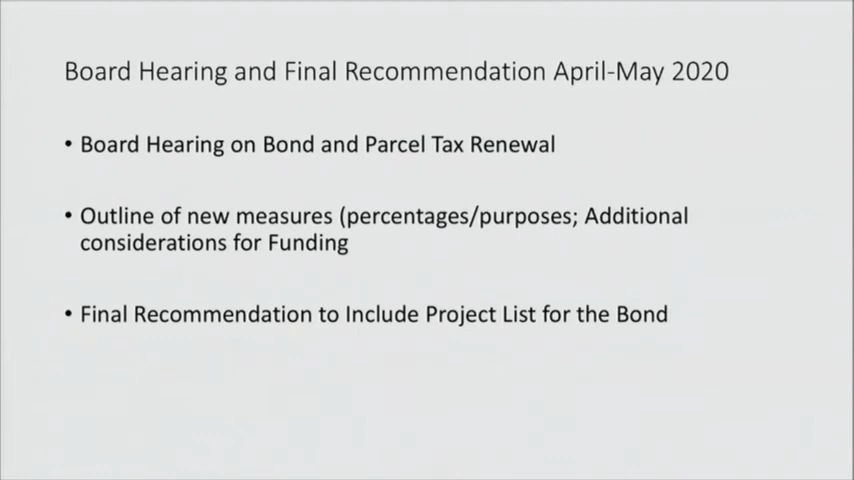 Board Hearing and Final Recommendation April-May 2020
• Board Hearing on Bond and Parcel Tax Renewal
• Outline of new measures (percentages/purposes; Additional
considerations for Funding
• Final Recommendation to Include Project List for the Bond